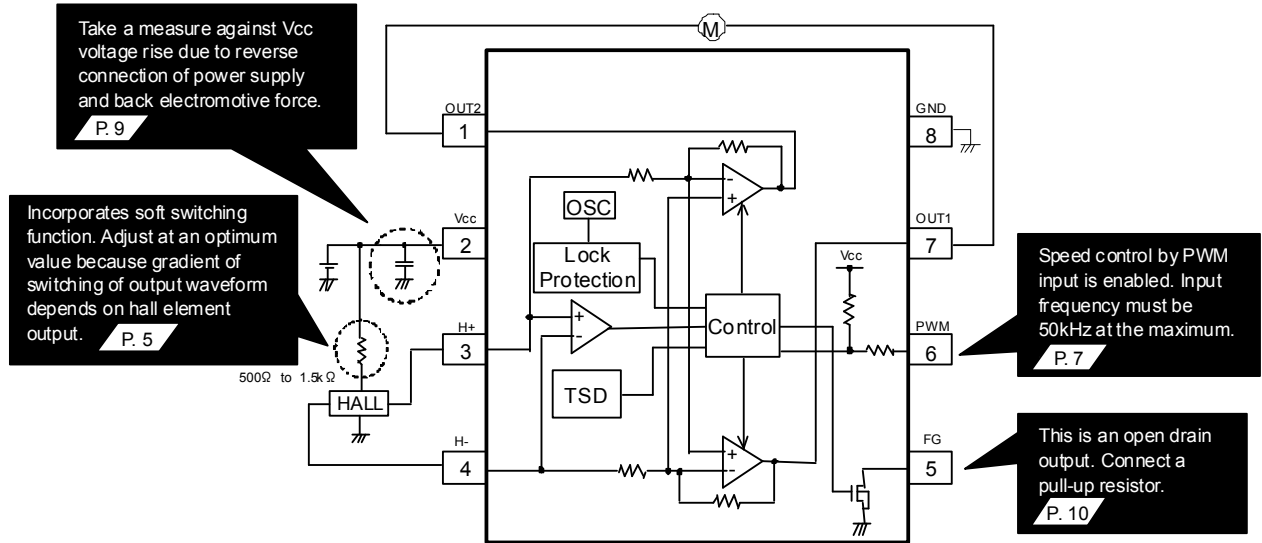 Take a measure against Vcc
voltage rise due to reverse
connection of power supply
and back electromotive force.
P. 9
Incorporates soft switching
function. Adjust at an optimum
value because gradient of
switching of output waveform
depends on hall element
output.
P. 5
M
OUT2
1
GND
8
Vcc
2
OUT1
7
OSC
Lock
Protection
Vcc
H+
3
Control
PWM
6
Speed control by PWM
input is enabled. Input
frequency must be
50kHz at the maximum.
P. 7
500Ω to 1.5kΩ
HALL
TSD
H-
4
FG
5
This is an open drain
output. Connect a
pull-up resistor.
P. 10
+
-
-
+
+
-